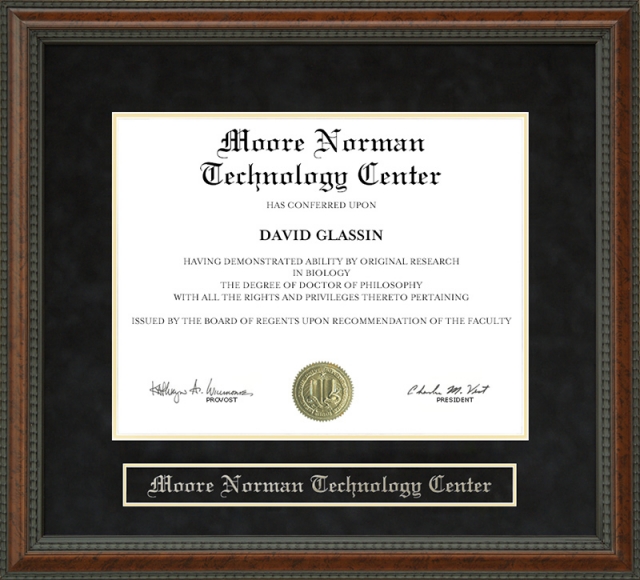 Moore Norman
Technology Center
HAS CONFERRED UPON
DAVID GLASSIN
HAVING DEMONSTRATED ABILITY BY ORIGINAL RESEARCH
IN BIOLOGY
THE DEGREE OF DOCTOR OF PHILOSOPHY
WITH ALL THE RIGHTS AND PRIVILEGES THERETO PERTAINING
ISSUED BY THE BOARD OF REGENTS UPON RECOMMENDATION OF THE FACULTY
Charles M. Vest
PROVOST PRESIDENT
Moore Norman Technology Center